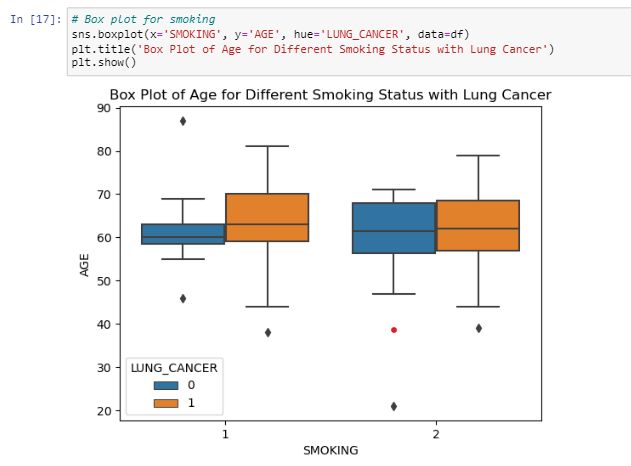 In [17]: # Box plot for smoking
sns.boxplot(x='SMOKING', y='AGE', hue='LUNG_CANCER', data=df)
plt.title('Box Plot of Age for Different Smoking Status with Lung Cancer')
plt.show()
Box Plot of Age for Different Smoking Status with Lung Cancer
90
80
70
60
50
40
30
20
AGE
LUNG_CANCER
0
1
1 2
SMOKING